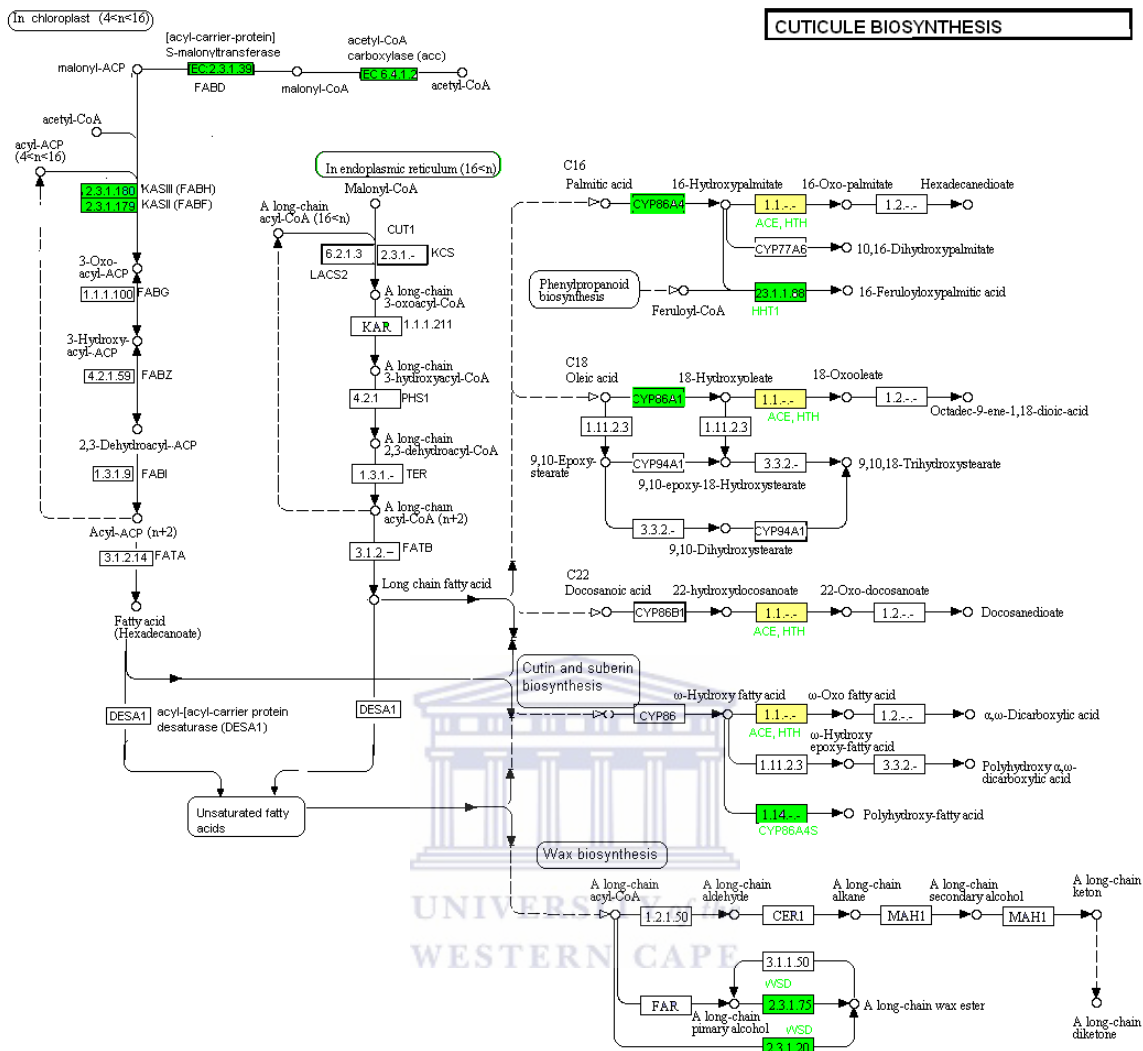 In chloroplast (4<n<16)
CUTICULE BIOSYNTHESIS
[acyl-carrier-protein]
S-malonyltransferase
acetyl-CoA
carboxylase (acc)
malonyl-ACP
EC:2.3.1.39
EC 6.4.1.2
FABD
malonyl-CoA
acetyl-CoA
acetyl-CoA
acyl-ACP
(4<n<16)
2.3.1.180
KASIII (FABH)
2.3.1.179
KASII (FABF)
3-Oxo-
acyl-ACP
1.1.1.100
FABG
3-Hydroxy-
acyl-ACP
4.2.1.59
FABZ
2,3-Dehydroacyl-ACP
1.3.1.9
FABI
Acyl-ACP (n+2)
3.1.2.14
FATA
Fatty acid
(Hexadecanoate)
DESA1
acyl-[acyl-carrier protein
desaturase (DESA1)
Unsaturated fatty
acids
In endoplasmic reticulum (16<n)
Malonyl-CoA
A long-chain
acyl-CoA (16<n)
CUT1
6.2.1.3
2.3.1.-
KCS
LACS2
A long-chain
3-oxoacyl-CoA
KAR
1.1.1.211
A long-chain
3-hydroxyacyl-CoA
4.2.1
PHS1
A long-chain
2,3-dehydroacyl-CoA
1.3.1.-
TER
A long-chain
acyl-CoA (n+2)
3.1.2.–
FATB
Long chain fatty acid
DESA1
C16
Palmitic acid
16-Hydroxypalmitate
16-Oxo-palmitate
Hexadecanedioate
CYP86A4
1.1.-.-
1.2.-.-
ACE, HTH
CYP77A6
10,16-Dihydroxypalmitate
Phenylpropanoid
biosynthesis
Feruloyl-CoA
23.1.1.88
16-Feruloyloxypalmitic acid
HHT1
C18
Oleic acid
18-Hydroxyoleate
18-Oxooleate
CYP86A1
1.1.-.-
1.2.-.-
ACE, HTH
Octadec-9-ene-1,18-dioic-acid
1.11.2.3
1.11.2.3
9,10-Epoxy-
stearate
CYP94A1
3.3.2.-
9,10,18-Trihydroxystearate
9,10-epoxy-18-Hydroxystearate
3.3.2.-
CYP94A1
9,10-Dihydroxystearate
C22
Docosanoic acid
22-hydroxydocosanoate
22-Oxo-docosanoate
CYP86B1
1.1.-.-
1.2.-.-
Docosanedioate
ACE, HTH
Cutin and suberin
biosynthesis
ω-Hydroxy fatty acid
ω-Oxo fatty acid
CYP86
1.1.-.-
1.2.-.-
α,ω-Dicarboxylic acid
ACE, HTH
ω-Hydroxy
epoxy-fatty acid
1.11.2.3
3.3.2.-
Polyhydroxy α,ω-
dicarboxylic acid
1.14.-.-
Polyhydroxy-fatty acid
CYP86A4S
Wax biosynthesis
A long-chain
acyl-CoA
A long-chain
aldehyde
A long-chain
alkane
A long-chain
secondary alcohol
A long-chain
keton
1.2.1.50
CER1
MAH1
MAH1
3.1.1.50
WSD
FAR
2.3.1.75
A long-chain wax ester
A long-chain
pimary alcohol
WSD
2.3.1.20
A long-chain
diketone
UNIVERSITY of the
WESTERN CAPE